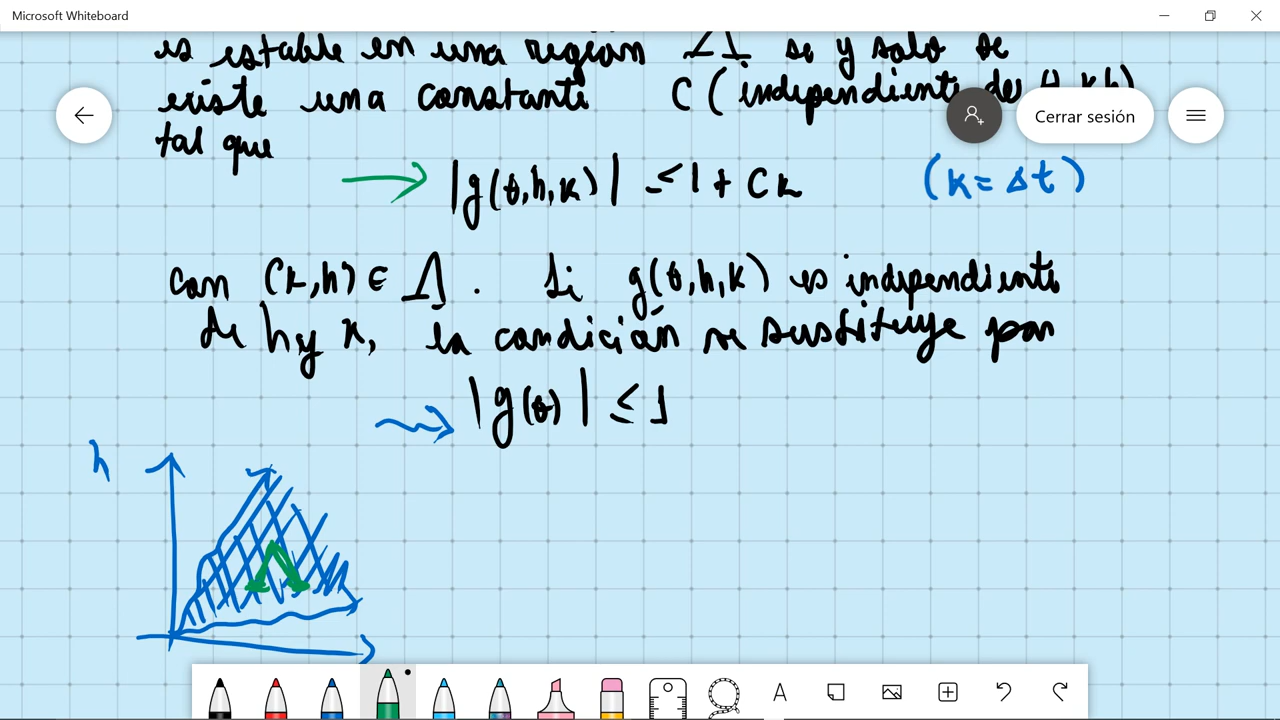 Microsoft Whiteboard
es estable en una región Λ si y solo si
existe una constante C (independiente de θ, k, h)
Cerrar sesión
tal que
|g(θ,h,k)| ≤ 1 + Ck (k = Δt)
con (k,h) ∈ Λ. Si g(θ,h,k) es independiente
de h y k, la condición se sustituye por
|g(θ)| ≤ 1
h
Λ
A